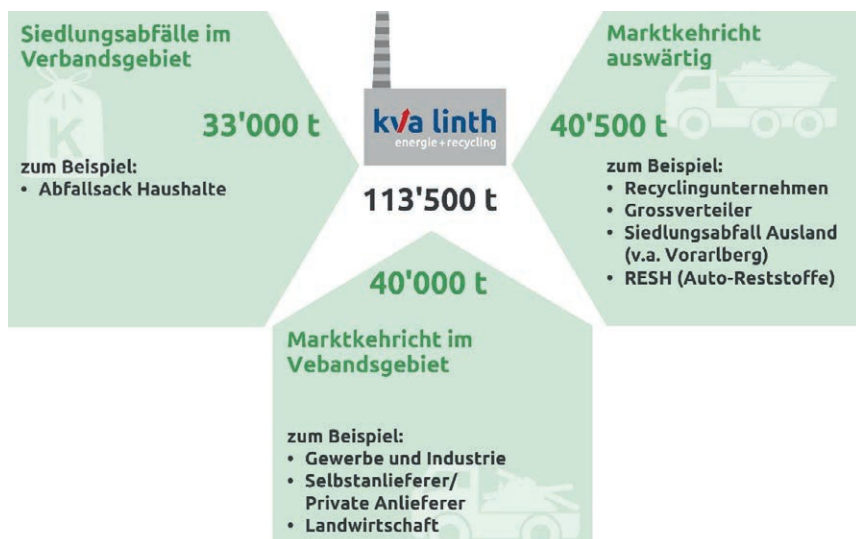 Siedlungsabfälle im
Verbandsgebiet
K
33'000 t
zum Beispiel:
• Abfallsack Haushalte
kva linth
energie+recycling
113'500 t
Marktkehricht
auswärtig
40'500 t
zum Beispiel:
• Recyclingunternehmen
• Grossverteiler
• Siedlungsabfall Ausland
(v.a. Vorarlberg)
• RESH (Auto-Reststoffe)
40'000 t
Marktkehricht im
Vebandsgebiet
zum Beispiel:
• Gewerbe und Industrie
• Selbstanlieferer/
Private Anlieferer
• Landwirtschaft